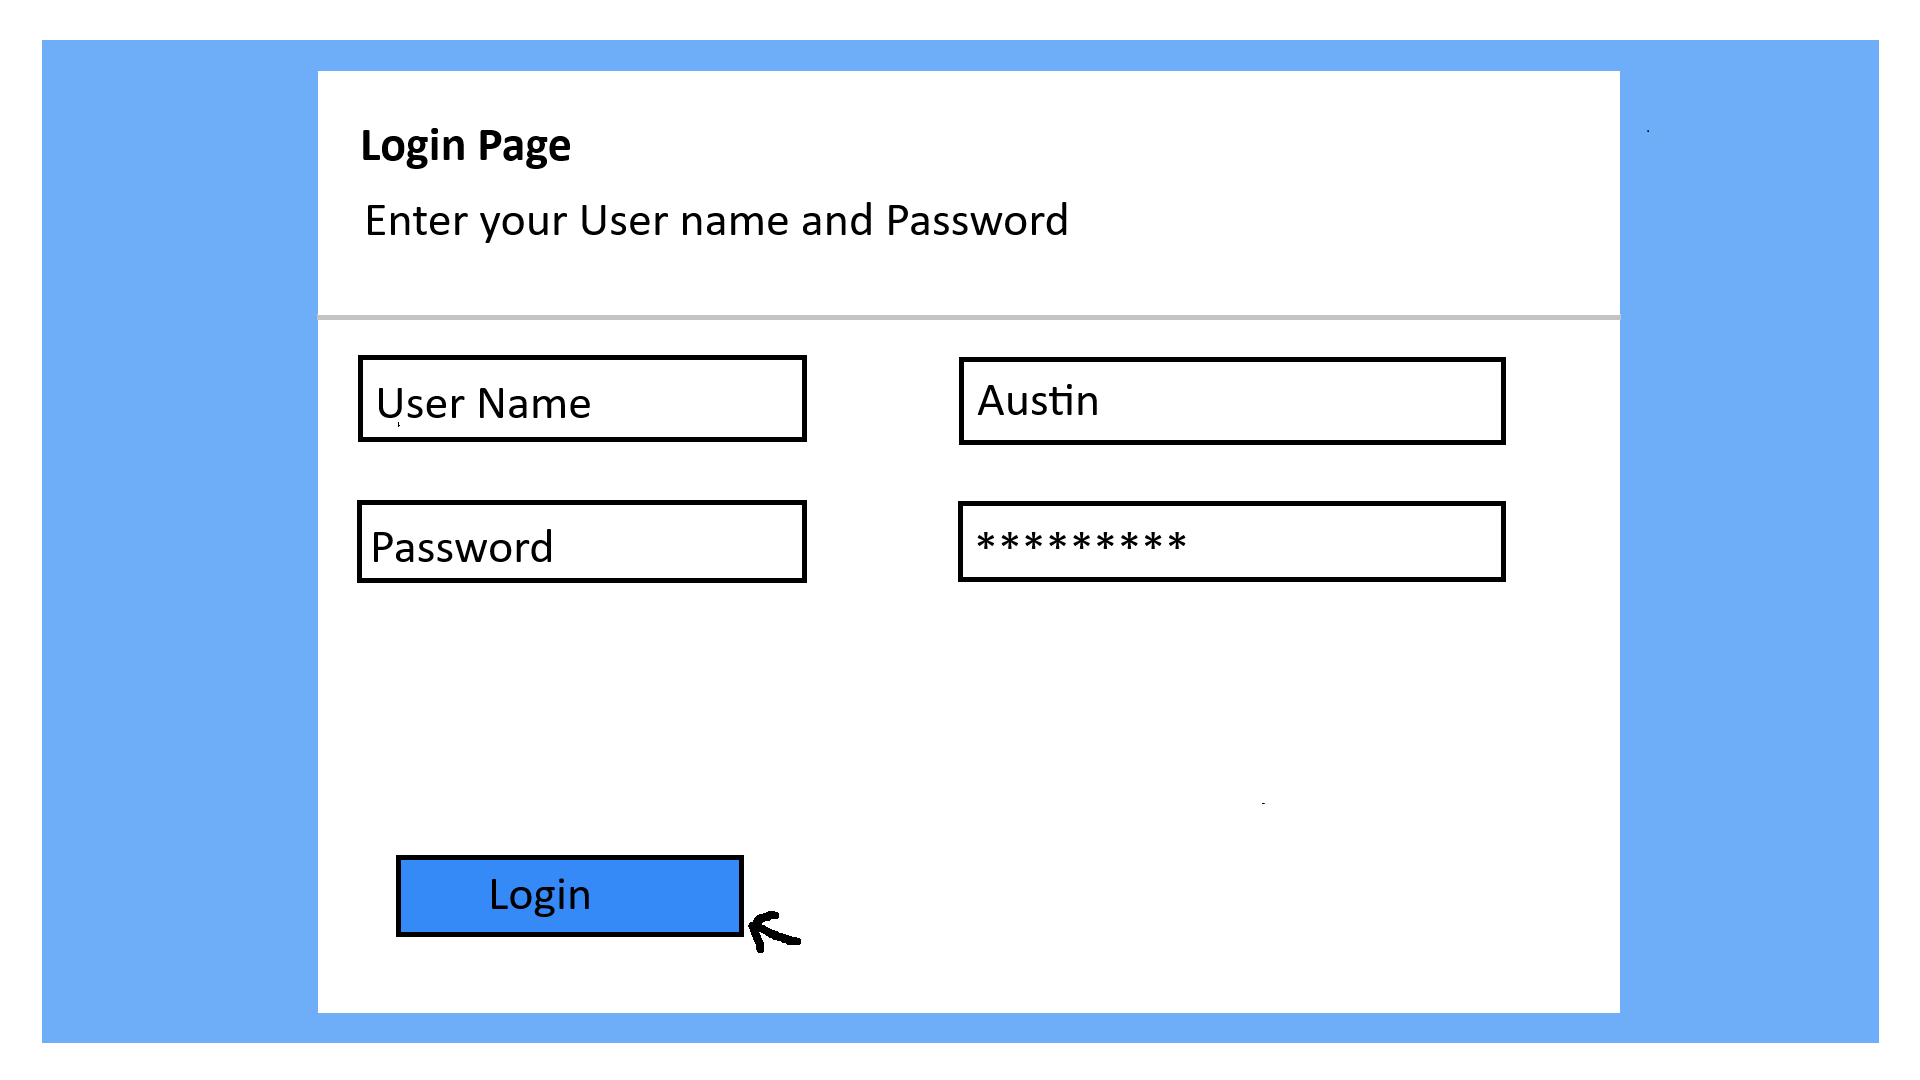 Login Page
Enter your User name and Password
User Name
Austin
Password
*********
Login